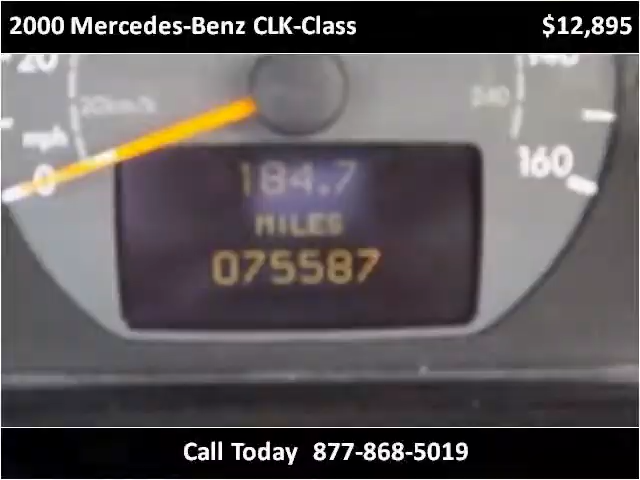 2000 Mercedes-Benz CLK-Class $12,895
20 140
20km/h 240
mph
0 160
184.7
MILES
075587
Call Today 877-868-5019